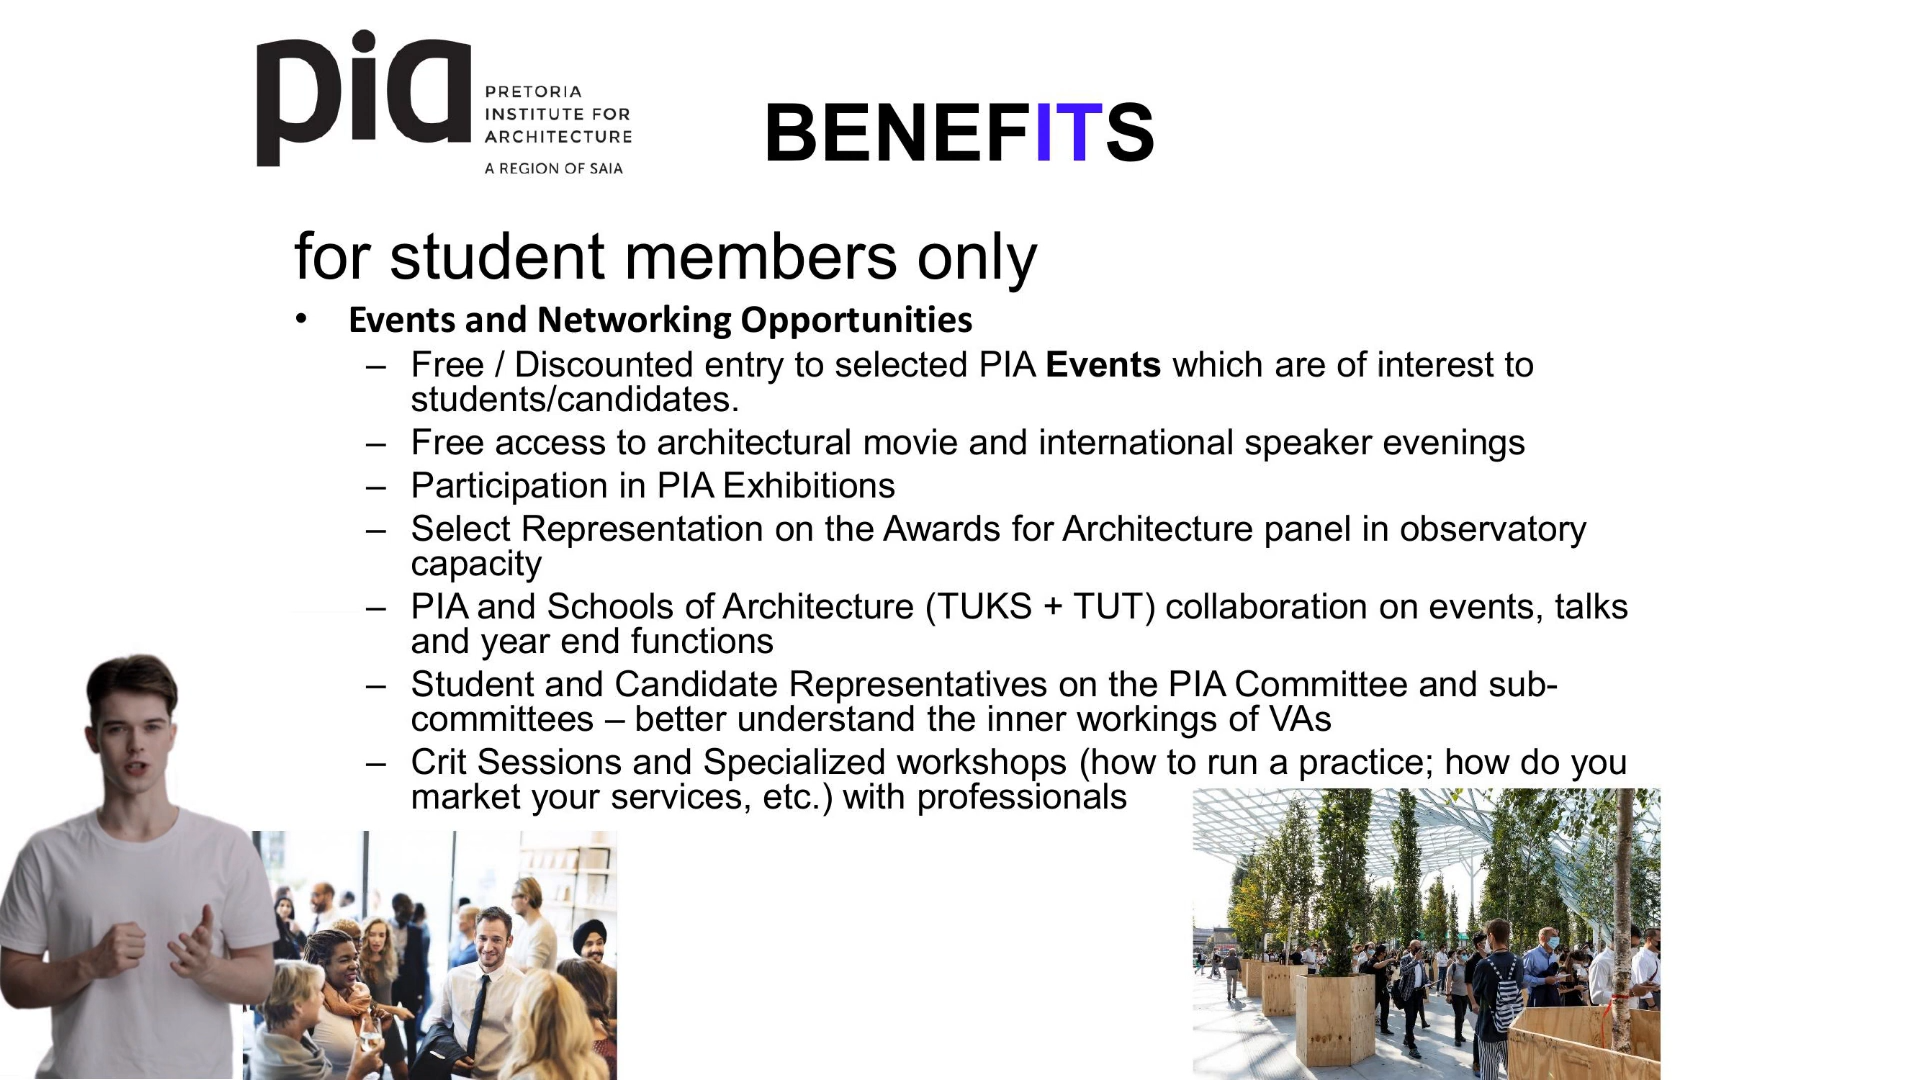 pia
PRETORIA
INSTITUTE FOR
ARCHITECTURE
A REGION OF SAIA
BENEFITS
for student members only
• Events and Networking Opportunities
– Free / Discounted entry to selected PIA Events which are of interest to
students/candidates.
– Free access to architectural movie and international speaker evenings
– Participation in PIA Exhibitions
– Select Representation on the Awards for Architecture panel in observatory
capacity
– PIA and Schools of Architecture (TUKS + TUT) collaboration on events, talks
and year end functions
– Student and Candidate Representatives on the PIA Committee and sub-
committees – better understand the inner workings of VAs
– Crit Sessions and Specialized workshops (how to run a practice; how do you
market your services, etc.) with professionals